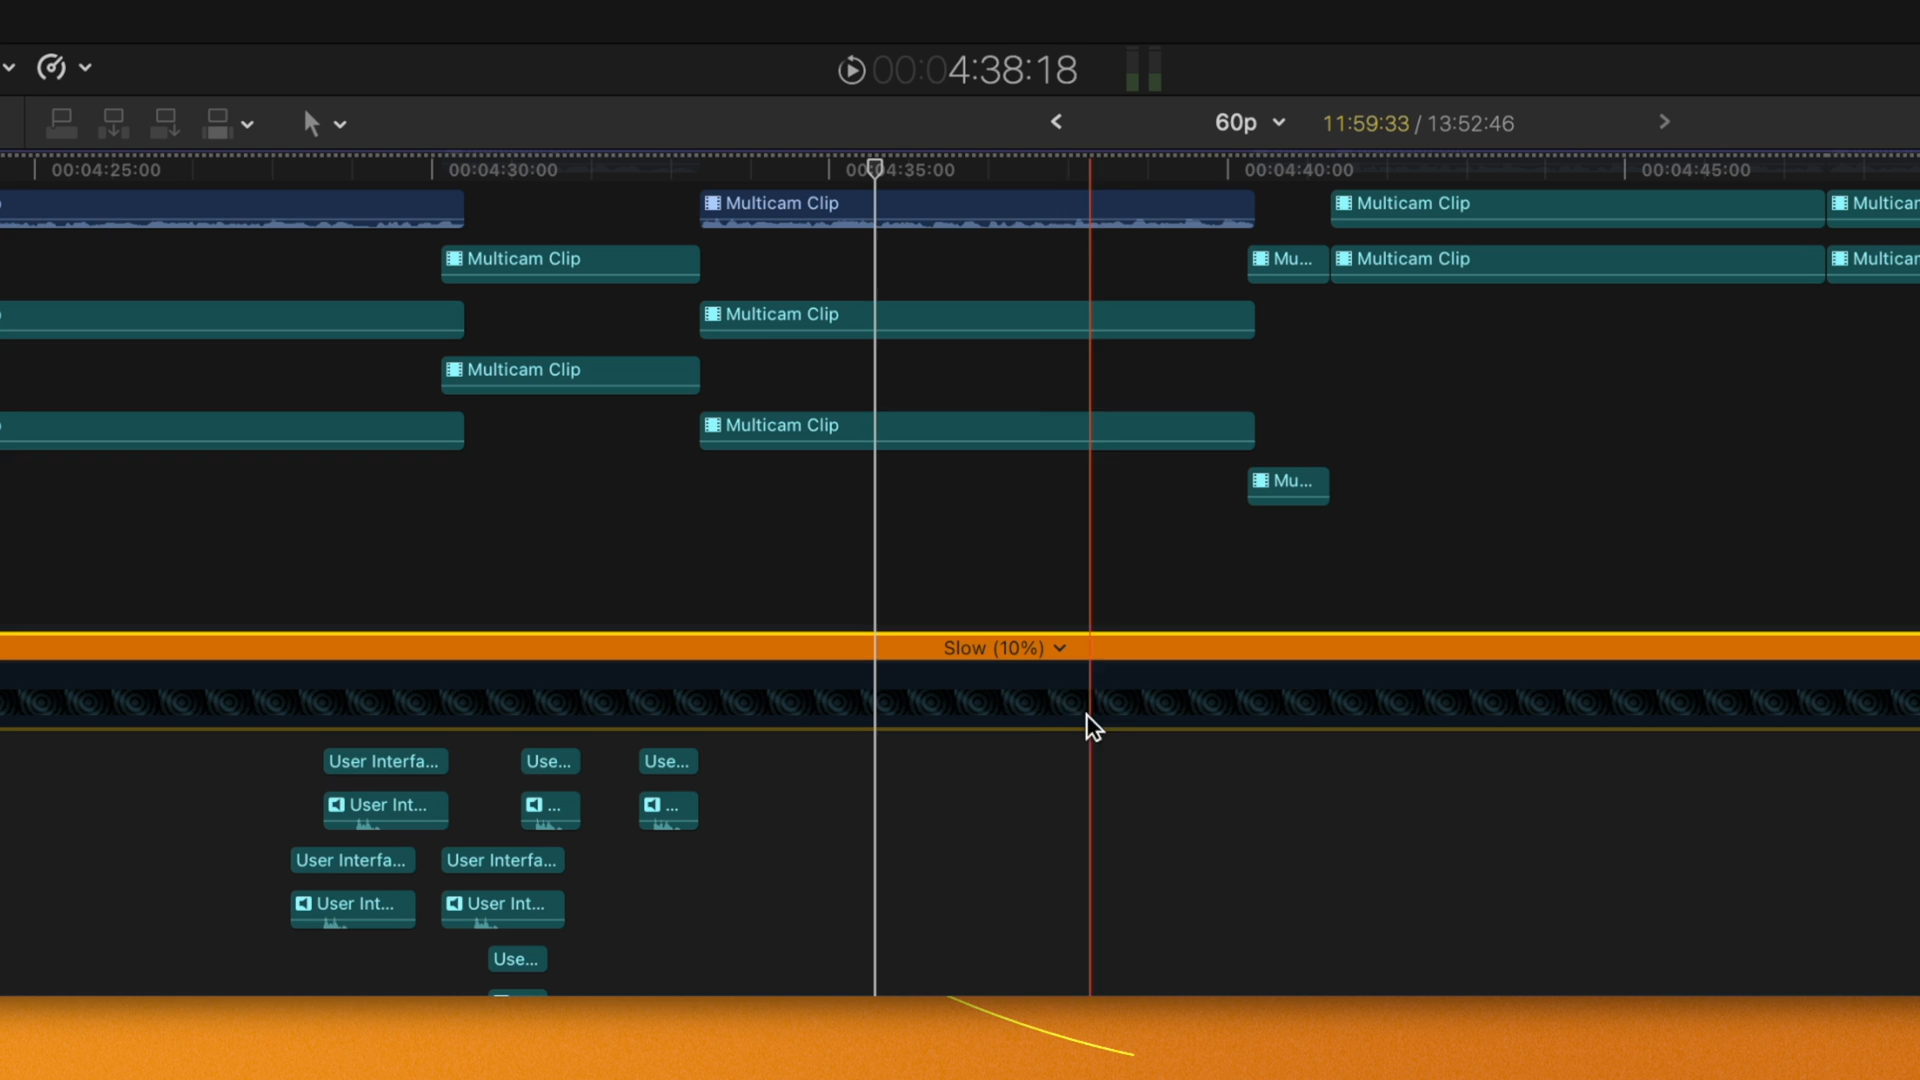 00:04:38:18
60p 11:59:33 / 13:52:46
00:04:25:00 00:04:30:00 00:04:35:00 00:04:40:00 00:04:45:00
Multicam Clip Multicam Clip Multicam
Multicam Clip Mu... Multicam Clip Multicam
Multicam Clip
Multicam Clip
Multicam Clip
Mu...
Slow (10%)
User Interfa... Use... Use...
User Int... ... ...
User Interfa... User Interfa...
User Int... User Int...
Use...